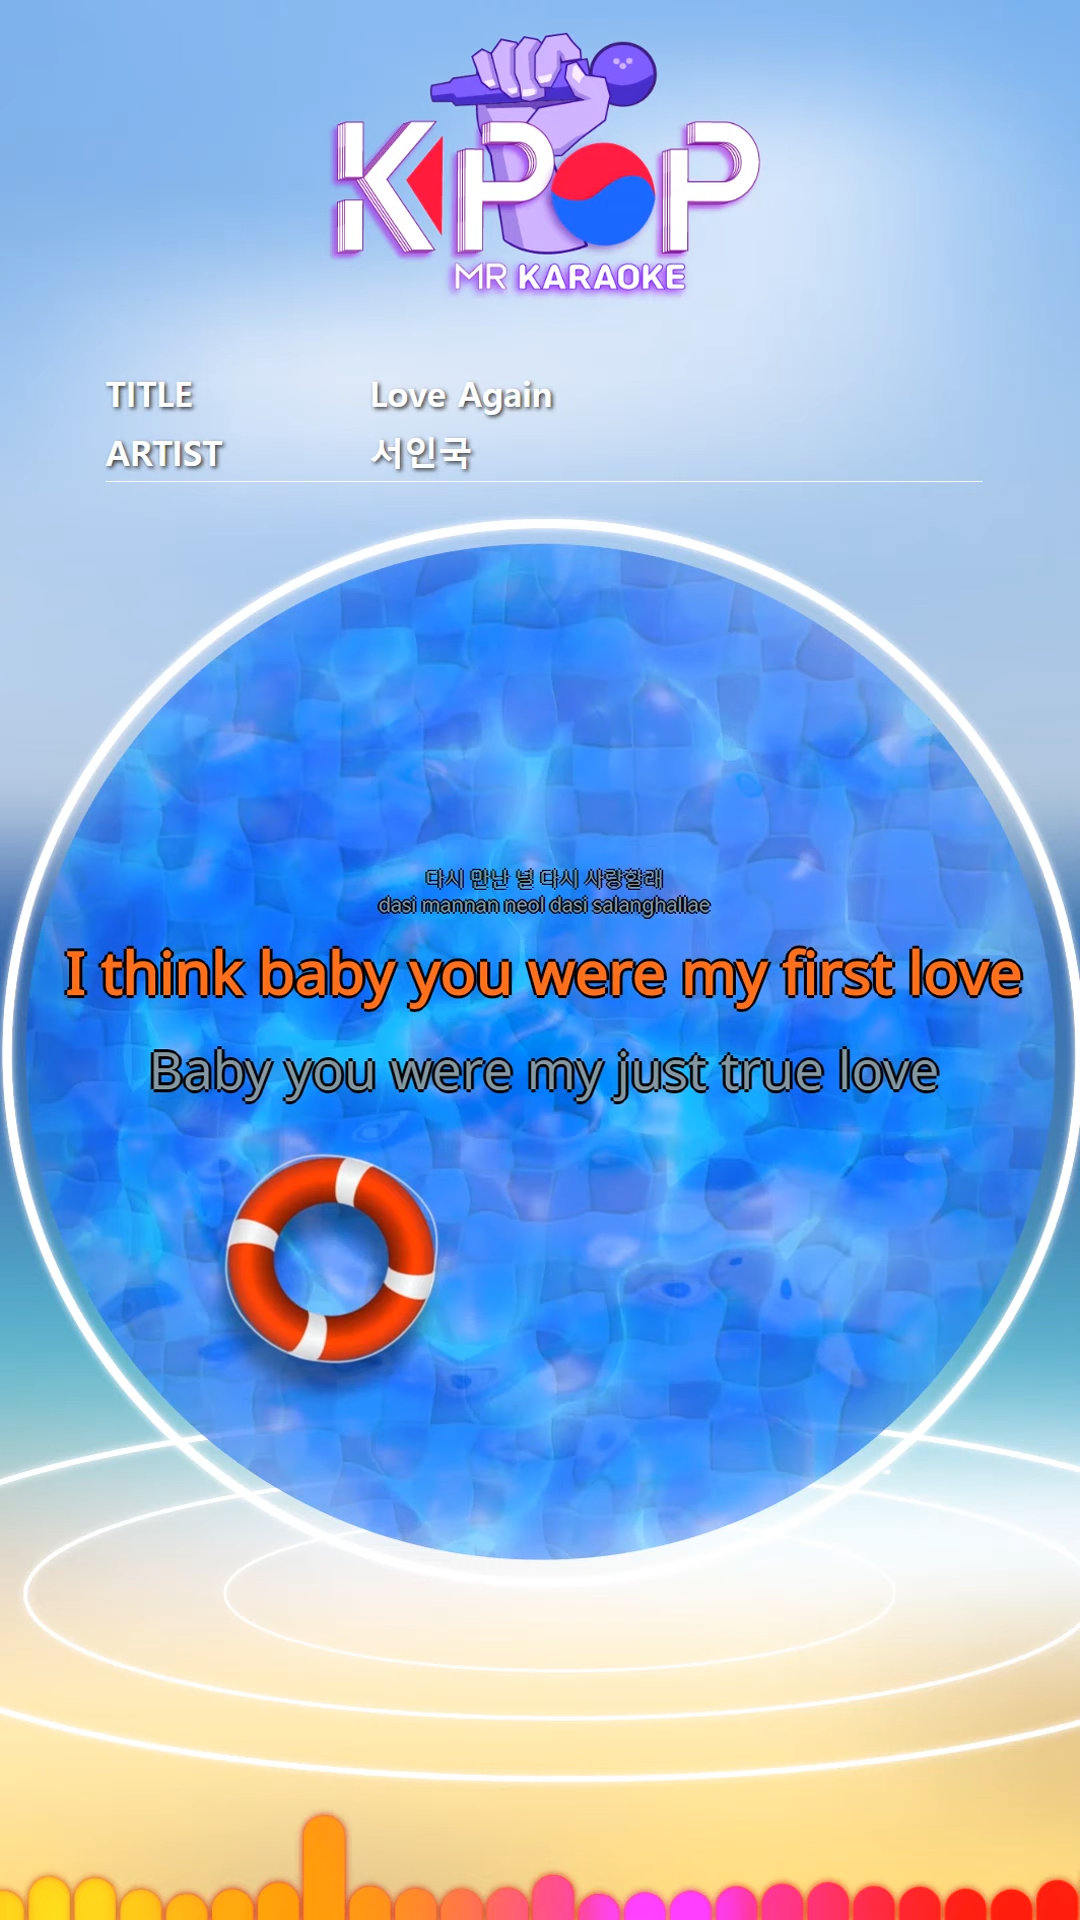 KPOP
MR KARAOKE
TITLE Love Again
ARTIST 서인국
다시 만난 널 다시 사랑할래
dasi mannan neol dasi salanghallae
I think baby you were my first love
Baby you were my just true love